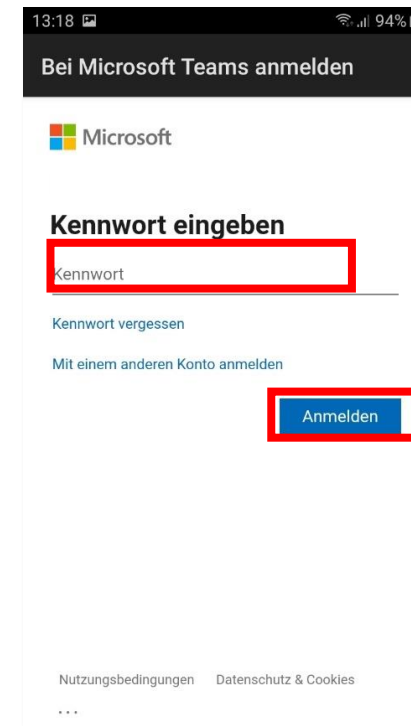 13:18 94%
Bei Microsoft Teams anmelden
Microsoft
Kennwort eingeben
Kennwort
Kennwort vergessen
Mit einem anderen Konto anmelden
Anmelden
Nutzungsbedingungen Datenschutz & Cookies
...